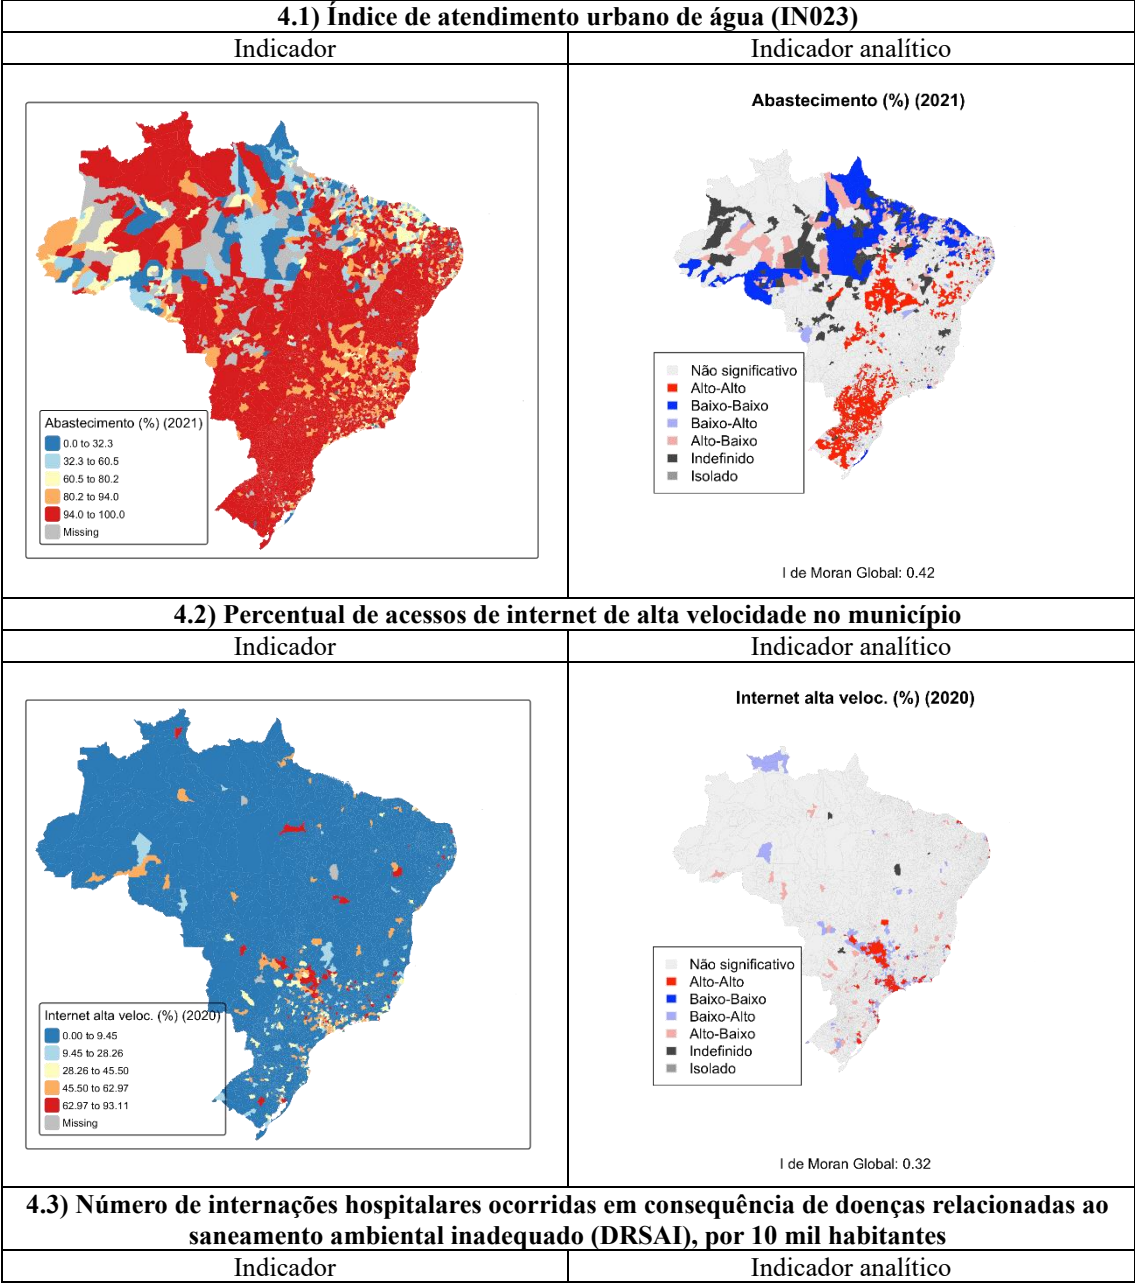 4.1) Índice de atendimento urbano de água (IN023)
Indicador
Indicador analítico
Abastecimento (%) (2021)
0.0 to 32.3
32.3 to 60.5
60.5 to 80.2
80.2 to 94.0
94.0 to 100.0
Missing
Abastecimento (%) (2021)
Não significativo
Alto-Alto
Baixo-Baixo
Baixo-Alto
Alto-Baixo
Indefinido
Isolado
I de Moran Global: 0.42
4.2) Percentual de acessos de internet de alta velocidade no município
Indicador
Indicador analítico
Internet alta veloc. (%) (2020)
0.00 to 9.45
9.45 to 28.26
28.26 to 45.50
45.50 to 62.97
62.97 to 93.11
Missing
Internet alta veloc. (%) (2020)
Não significativo
Alto-Alto
Baixo-Baixo
Baixo-Alto
Alto-Baixo
Indefinido
Isolado
I de Moran Global: 0.32
4.3) Número de internações hospitalares ocorridas em consequência de doenças relacionadas ao
saneamento ambiental inadequado (DRSAI), por 10 mil habitantes
Indicador
Indicador analítico